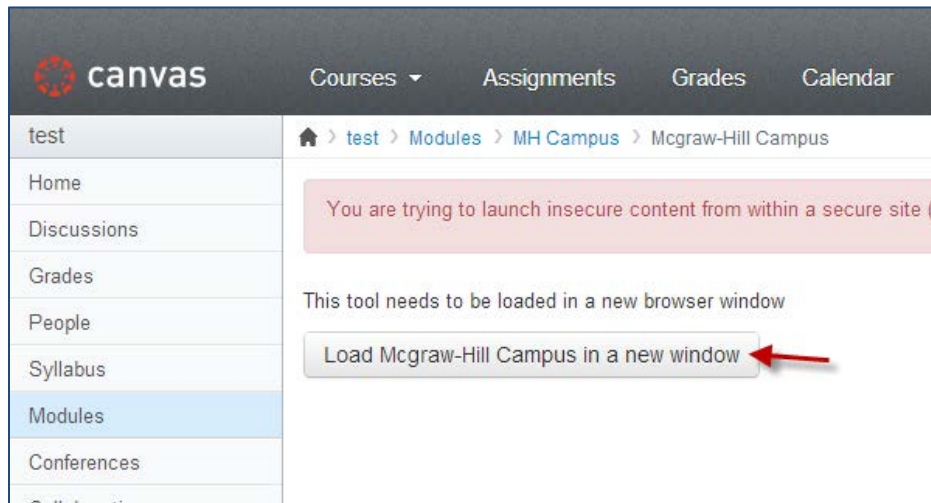 canvas
Courses Assignments Grades Calendar
test
test > Modules > MH Campus > Mcgraw-Hill Campus
Home
Discussions
Grades
People
Syllabus
Modules
Conferences
You are trying to launch insecure content from within a secure site (
This tool needs to be loaded in a new browser window
Load Mcgraw-Hill Campus in a new window